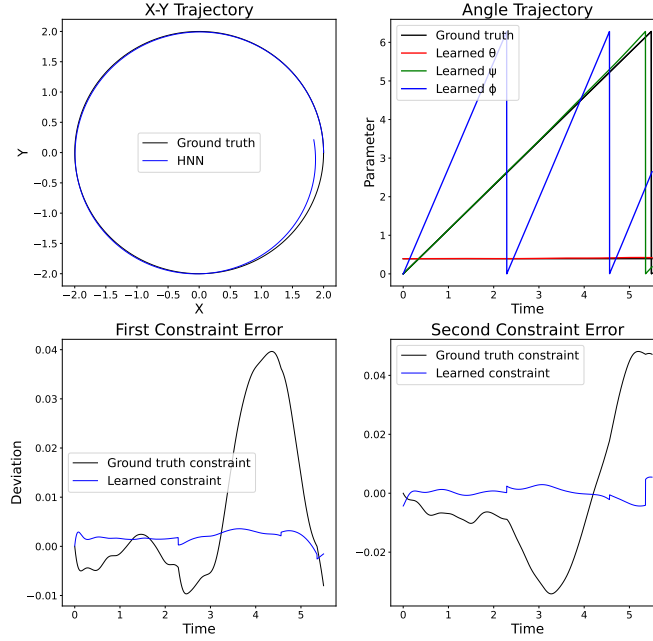 X-Y Trajectory
2.0
1.5
1.0
0.5
0.0
−0.5
−1.0
−1.5
−2.0
Y
Ground truth
HNN
−2.0 −1.5 −1.0 −0.5 0.0 0.5 1.0 1.5 2.0
X
Angle Trajectory
Ground truth
Learned θ
Learned ψ
Learned ϕ
6
5
4
3
2
1
0
Parameter
0 1 2 3 4 5
Time
First Constraint Error
0.04
0.03
0.02
0.01
0.00
−0.01
Deviation
Ground truth constraint
Learned constraint
0 1 2 3 4 5
Time
Second Constraint Error
Ground truth constraint
Learned constraint
0.04
0.02
0.00
−0.02
0 1 2 3 4 5
Time